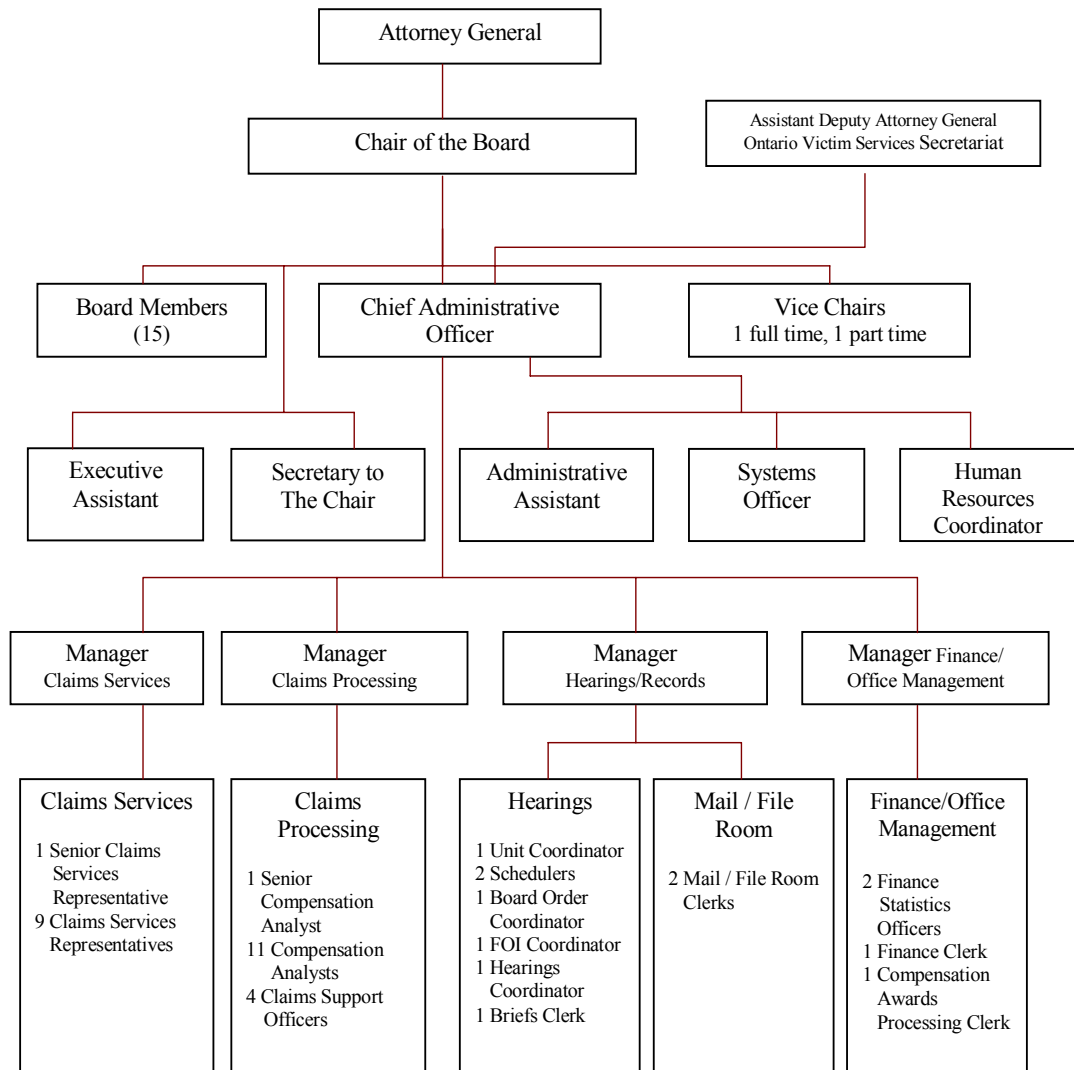 Attorney General
Chair of the Board
Assistant Deputy Attorney General
Ontario Victim Services Secretariat
Board Members
(15)
Chief Administrative
Officer
Vice Chairs
1 full time, 1 part time
Executive
Assistant
Secretary to
The Chair
Administrative
Assistant
Systems
Officer
Human
Resources
Coordinator
Manager
Claims Services
Manager
Claims Processing
Manager
Hearings/Records
Manager Finance/
Office Management
Claims Services
1 Senior Claims
Services
Representative
9 Claims Services
Representatives
Claims
Processing
1 Senior
Compensation
Analyst
11 Compensation
Analysts
4 Claims Support
Officers
Hearings
1 Unit Coordinator
2 Schedulers
1 Board Order
Coordinator
1 FOI Coordinator
1 Hearings
Coordinator
1 Briefs Clerk
Mail / File
Room
2 Mail / File Room
Clerks
Finance/Office
Management
2 Finance
Statistics
Officers
1 Finance Clerk
1 Compensation
Awards
Processing Clerk